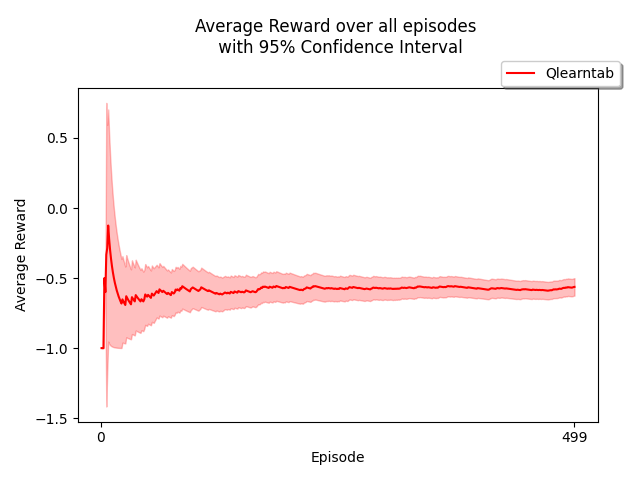 Average Reward over all episodes
with 95% Confidence Interval
Qlearntab
0.5
0.0
−0.5
−1.0
−1.5
Average Reward
0
499
Episode